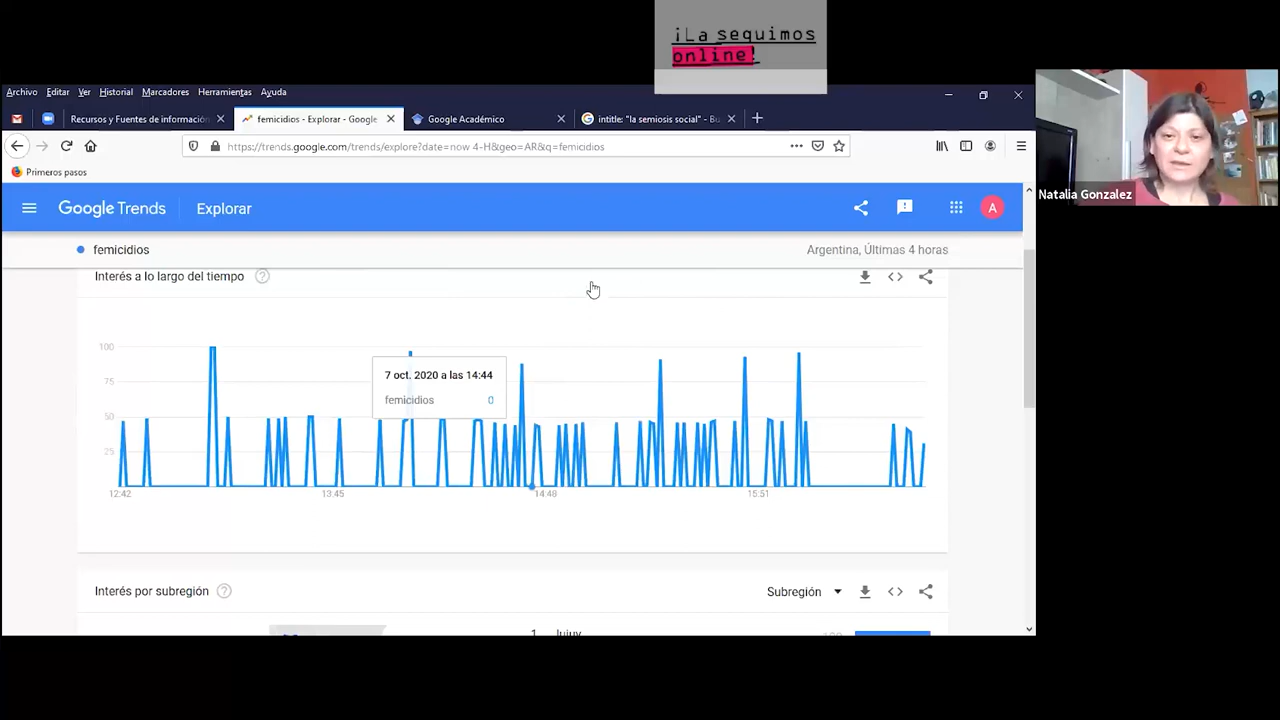 ¡La seguimos
online!
Archivo Editar Ver Historial Marcadores Herramientas Ayuda
Recursos y Fuentes de información
femicidios - Explorar - Google
Google Académico
intitle: "la semiosis social" - Bu
https://trends.google.com/trends/explore?date=now 4-H&geo=AR&q=femicidios
Primeros pasos
Natalia Gonzalez
Google Trends Explorar
A
femicidios
Argentina, Últimas 4 horas
Interés a lo largo del tiempo ?
100
75
50
25
7 oct. 2020 a las 14:44
femicidios 0
12:42 13:45 14:48 15:51
Interés por subregión ?
Subregión
1 Jujuy 100